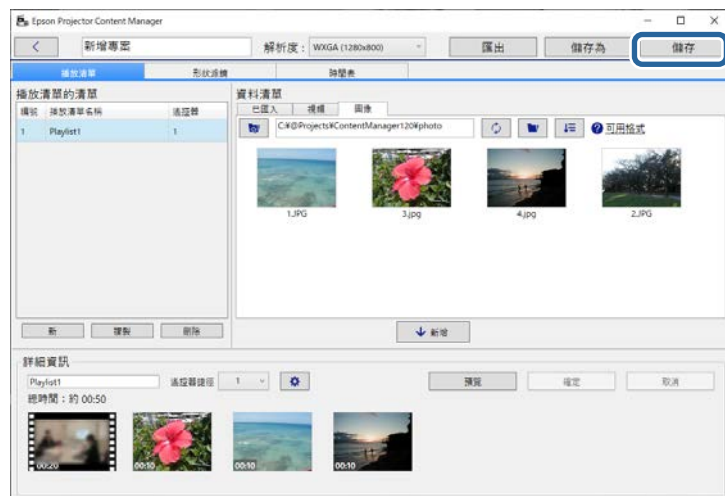 Epson Projector Content Manager
新增專案 解析度： WXGA (1280x800) 匯出 儲存為 儲存
播放清單 形狀濾鏡 時間表
播放清單的清單
編號 播放清單名稱 遙控器
1 Playlist1 1
新 複製 刪除
資料清單
已匯入 視頻 圖像
C:¥@Projects¥ContentManager120¥photo 可用格式
1.JPG 3.jpg 4.jpg 2.JPG
新增
詳細資訊
Playlist1 遙控器捷徑 1 預覽 確定 取消
總時間：約 00:50
00:20 00:10 00:10 00:10